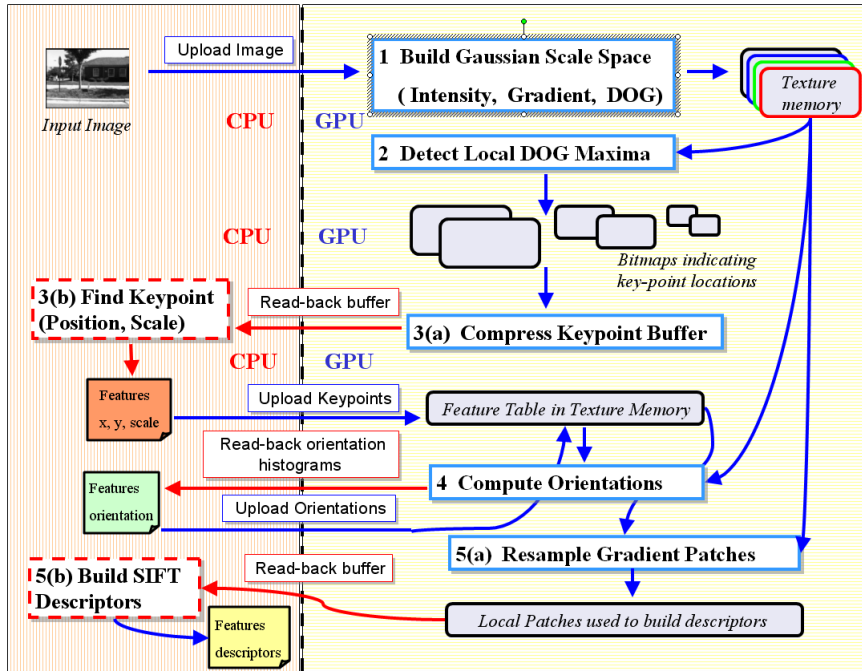 Upload Image
1 Build Gaussian Scale Space
( Intensity, Gradient, DOG)
Texture
memory
Input Image
CPU
GPU
2 Detect Local DOG Maxima
CPU
GPU
Bitmaps indicating
key-point locations
3(b) Find Keypoint
(Position, Scale)
Read-back buffer
3(a) Compress Keypoint Buffer
CPU
GPU
Features
x, y, scale
Upload Keypoints
Feature Table in Texture Memory
Read-back orientation
histograms
Features
orientation
4 Compute Orientations
Upload Orientations
5(a) Resample Gradient Patches
5(b) Build SIFT
Descriptors
Read-back buffer
Local Patches used to build descriptors
Features
descriptors